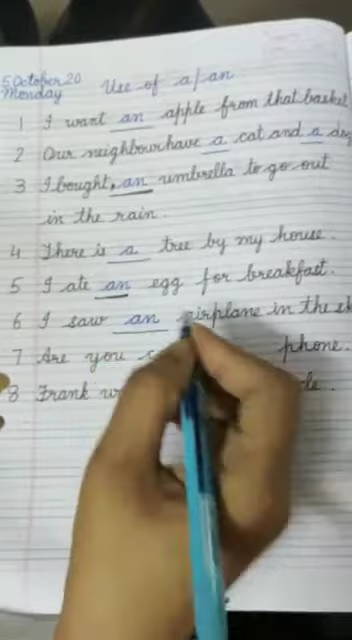 5 October 20 Use of a/an
Monday
1 I want an apple from that basket
2 Our neighbour have a cat and a dog
3 I bought an umbrella to go out
in the rain.
4 There is a tree by my house.
5 I ate an egg for breakfast.
6 I saw an airplane in the
7 Are you phone.
8 Frank